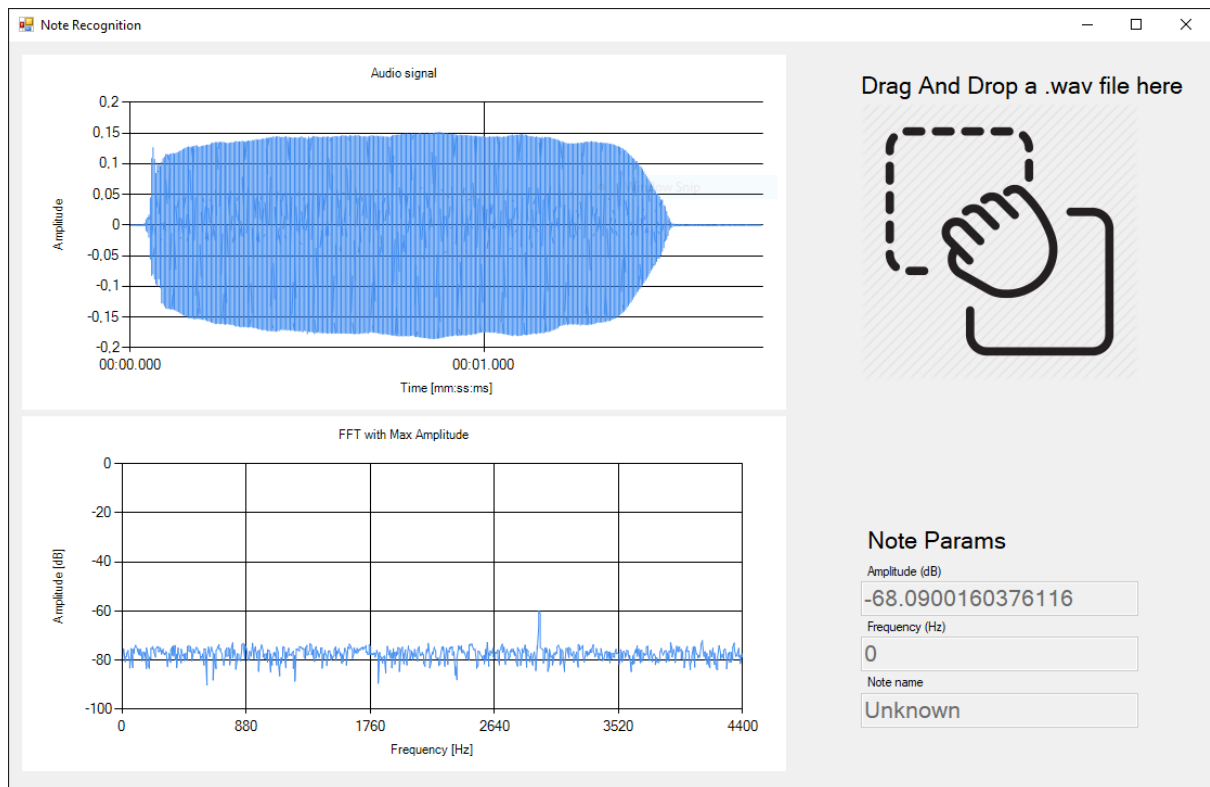 Note Recognition
Audio signal
0,2
0,15
0,1
0,05
0
-0,05
-0,1
-0,15
-0,2
Amplitude
00:00.000
00:01.000
Time [mm:ss:ms]
FFT with Max Amplitude
0
-20
-40
-60
-80
-100
Amplitude [dB]
0
880
1760
2640
3520
4400
Frequency [Hz]
Drag And Drop a .wav file here
Note Params
Amplitude (dB)
-68.0900160376116
Frequency (Hz)
0
Note name
Unknown